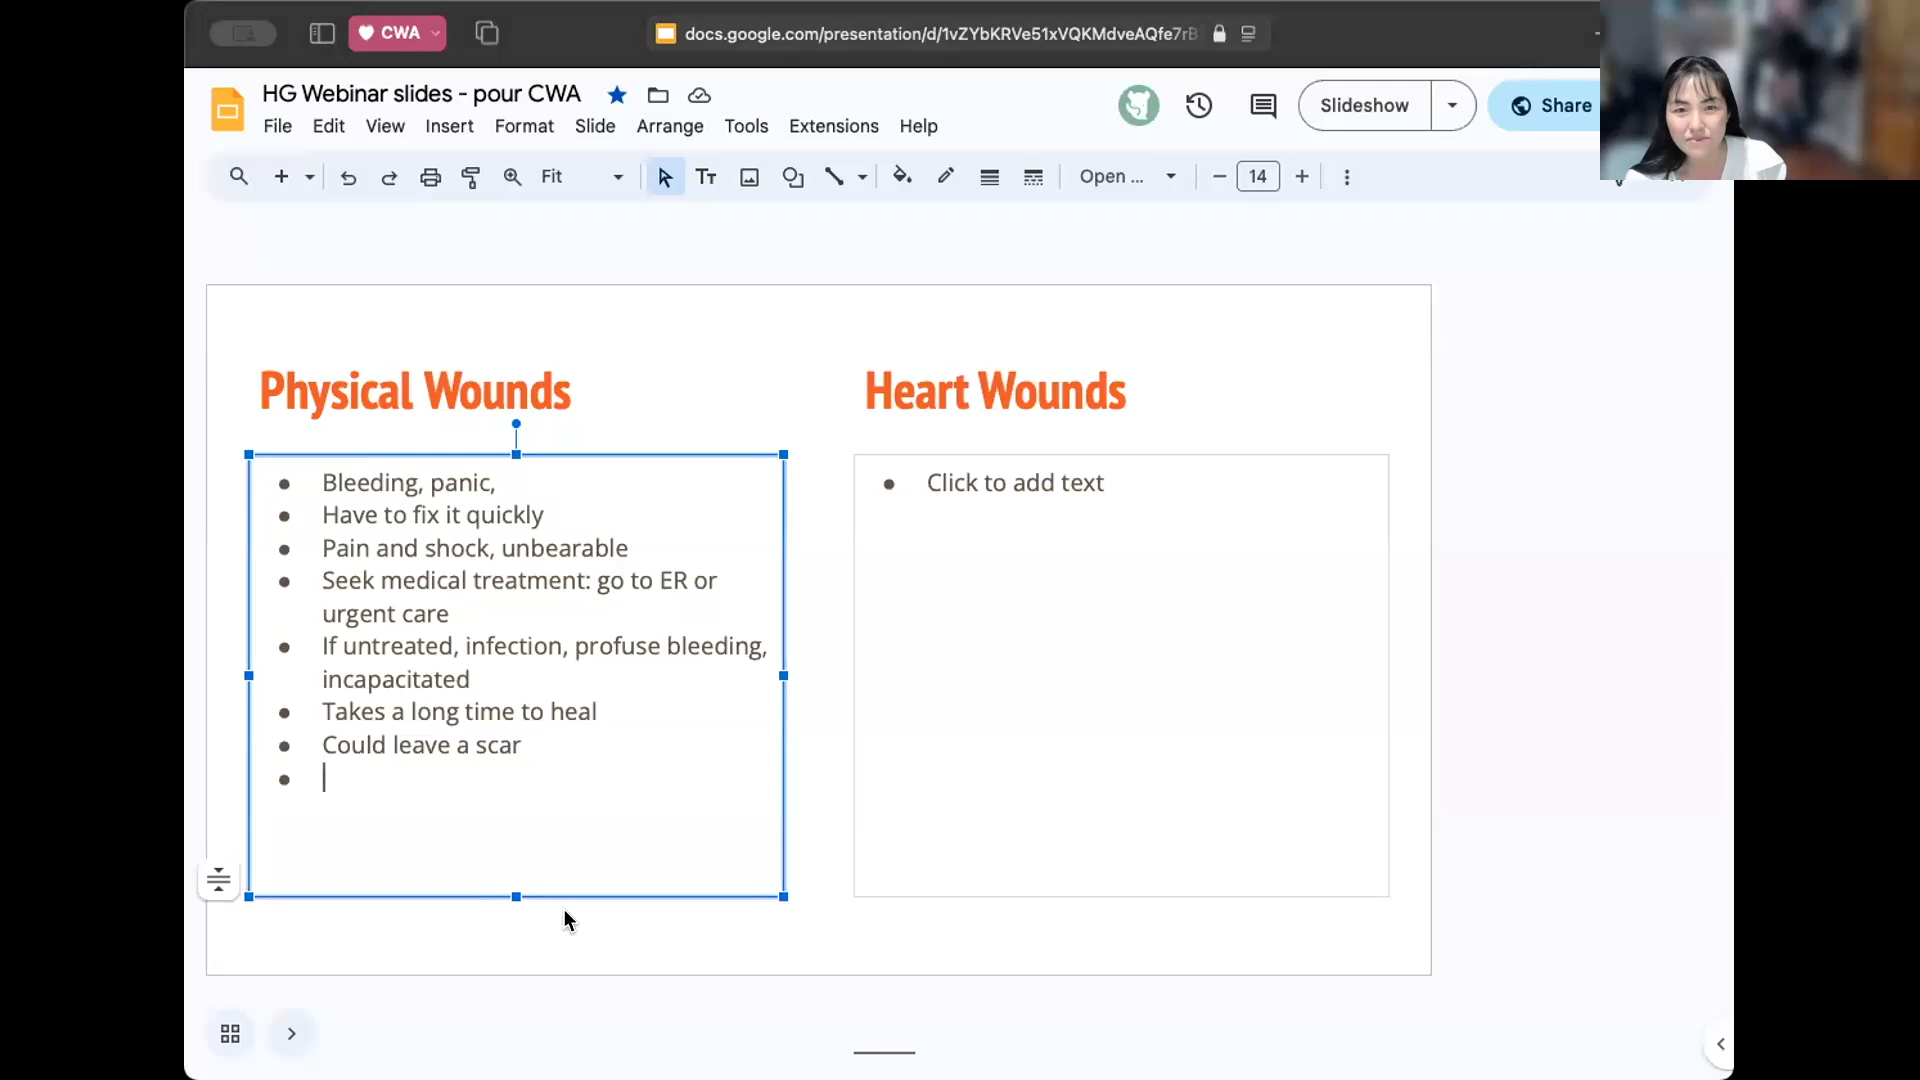 CWA
docs.google.com/presentation/d/1vZYbKRVe51xVQKMdveAQfe7rB
HG Webinar slides - pour CWA
Slideshow
Share
File Edit View Insert Format Slide Arrange Tools Extensions Help
Fit
Open ...
14
Physical Wounds
Bleeding, panic,
Have to fix it quickly
Pain and shock, unbearable
Seek medical treatment: go to ER or
urgent care
If untreated, infection, profuse bleeding,
incapacitated
Takes a long time to heal
Could leave a scar
Heart Wounds
Click to add text